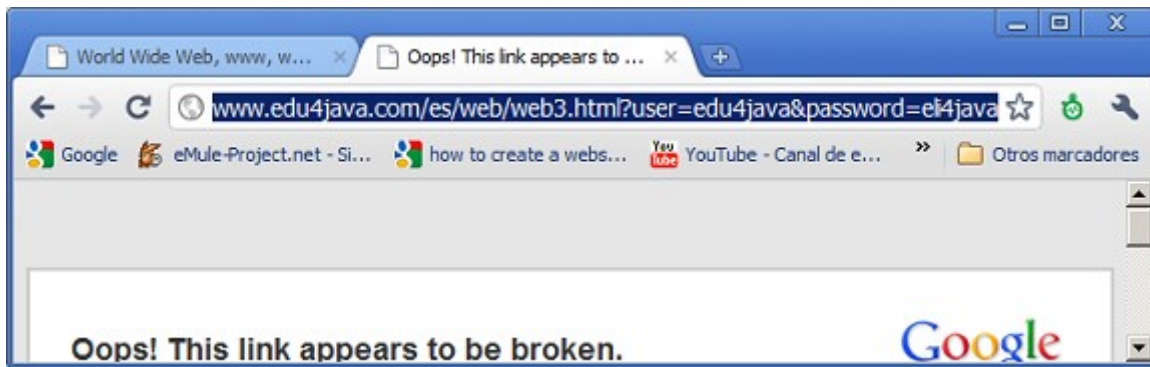 World Wide Web, www, w... Oops! This link appears to ...
www.edu4java.com/es/web/web3.html?user=edu4java&password=eli4java
Google eMule-Project.net - Si... how to create a webs... You Tube YouTube - Canal de e... » Otros marcadores
Oops! This link appears to be broken. Google